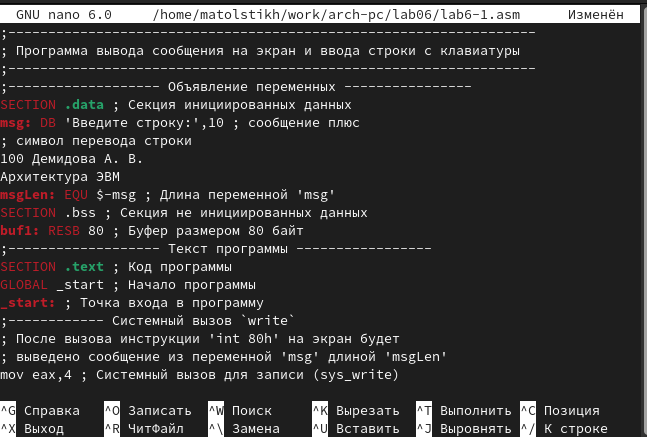 GNU nano 6.0 /home/matolstikh/work/arch-pc/lab06/lab6-1.asm Изменён
;------------------------------------------------------------------
; Программа вывода сообщения на экран и ввода строки с клавиатуры
;------------------------------------------------------------------
;------------------- Объявление переменных ----------------
SECTION .data ; Секция инициированных данных
msg: DB 'Введите строку:',10 ; сообщение плюс
; символ перевода строки
100 Демидова А. В.
Архитектура ЭВМ
msgLen: EQU $-msg ; Длина переменной 'msg'
SECTION .bss ; Секция не инициированных данных
buf1: RESB 80 ; Буфер размером 80 байт
;------------------- Текст программы -----------------
SECTION .text ; Код программы
GLOBAL _start ; Начало программы
_start: ; Точка входа в программу
;------------ Системный вызов `write`
; После вызова инструкции 'int 80h' на экран будет
; выведено сообщение из переменной 'msg' длиной 'msgLen'
mov eax,4 ; Системный вызов для записи (sys_write)
^G Справка ^O Записать ^W Поиск ^K Вырезать ^T Выполнить ^C Позиция
^X Выход ^R ЧитФайл ^\ Замена ^U Вставить ^J Выровнять ^/ К строке